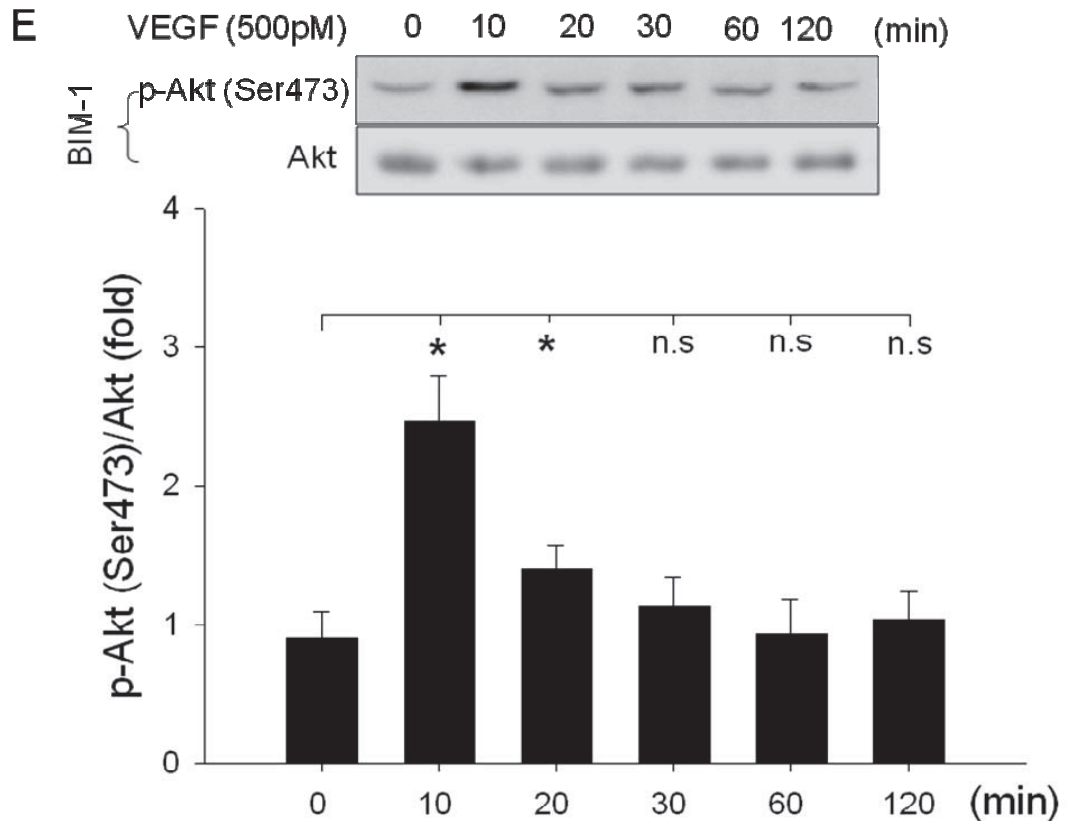 E VEGF (500pM) 0 10 20 30 60 120 (min)
BIM-1
p-Akt (Ser473)
Akt
p-Akt (Ser473)/Akt (fold)
4
3
2
1
0
* * n.s n.s n.s
0 10 20 30 60 120 (min)